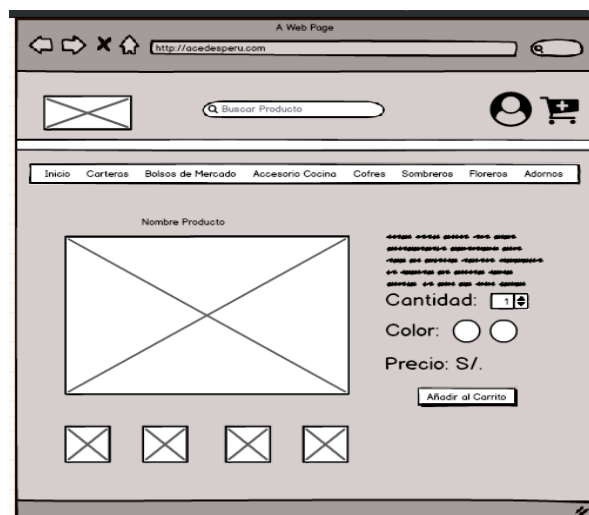 A Web Page
http://acedesperu.com
Buscar Producto
Inicio Carteras Bolsos de Mercado Accesorio Cocina Cofres Sombreros Floreros Adornos
Nombre Producto
Cantidad: 1
Color:
Precio: S/.
Añadir al Carrito